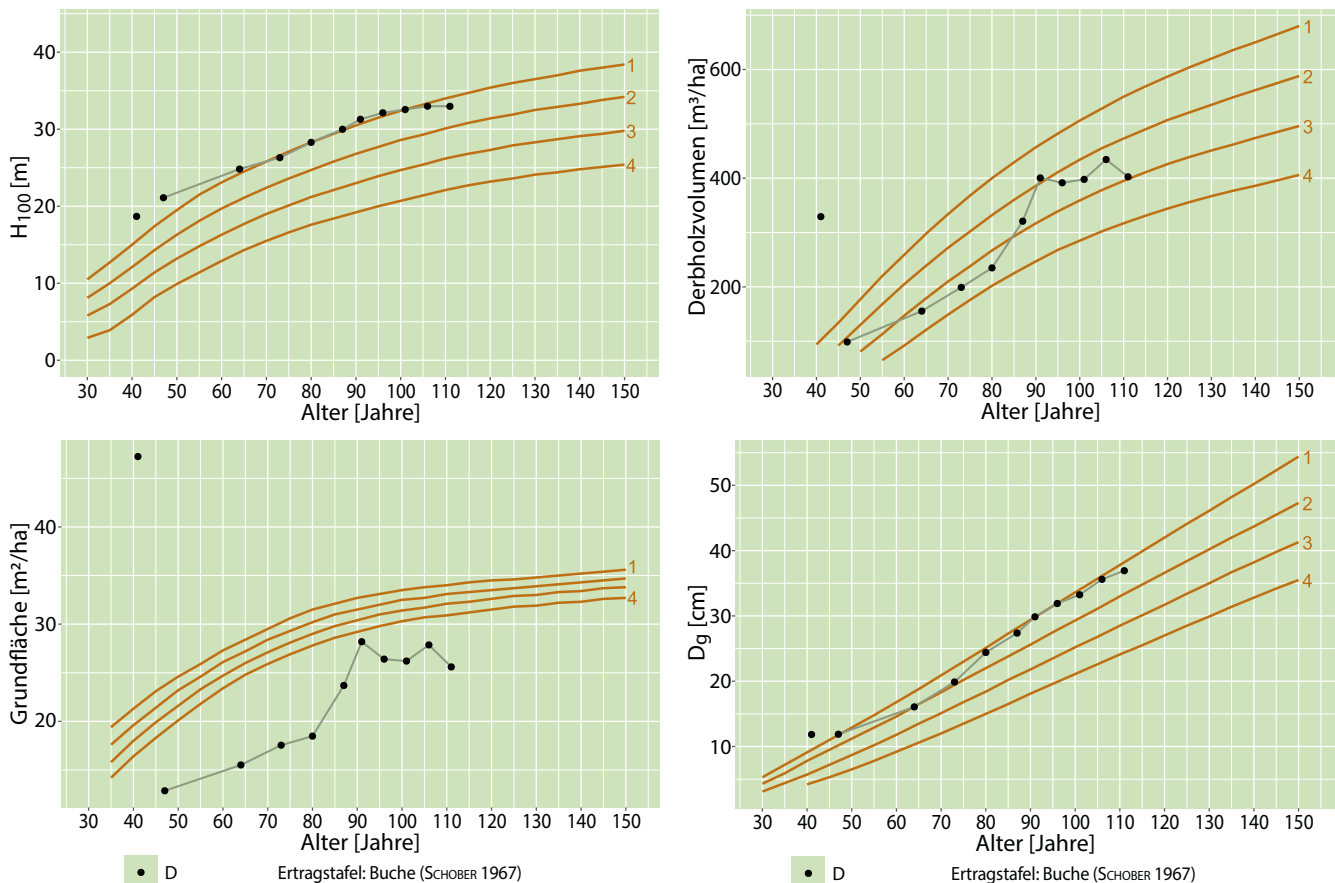 H100 [m]
40
30
20
10
0
1
2
3
4
30 40 50 60 70 80 90 100 110 120 130 140 150
Alter [Jahre]
Derbholzvolumen [m³/ha]
600
400
200
1
2
3
4
30 40 50 60 70 80 90 100 110 120 130 140 150
Alter [Jahre]
Grundfläche [m²/ha]
40
30
20
1
4
30 40 50 60 70 80 90 100 110 120 130 140 150
Alter [Jahre]
D Ertragstafel: Buche (SCHOBER 1967)
Dg [cm]
50
40
30
20
10
1
2
3
4
30 40 50 60 70 80 90 100 110 120 130 140 150
Alter [Jahre]
D Ertragstafel: Buche (SCHOBER 1967)